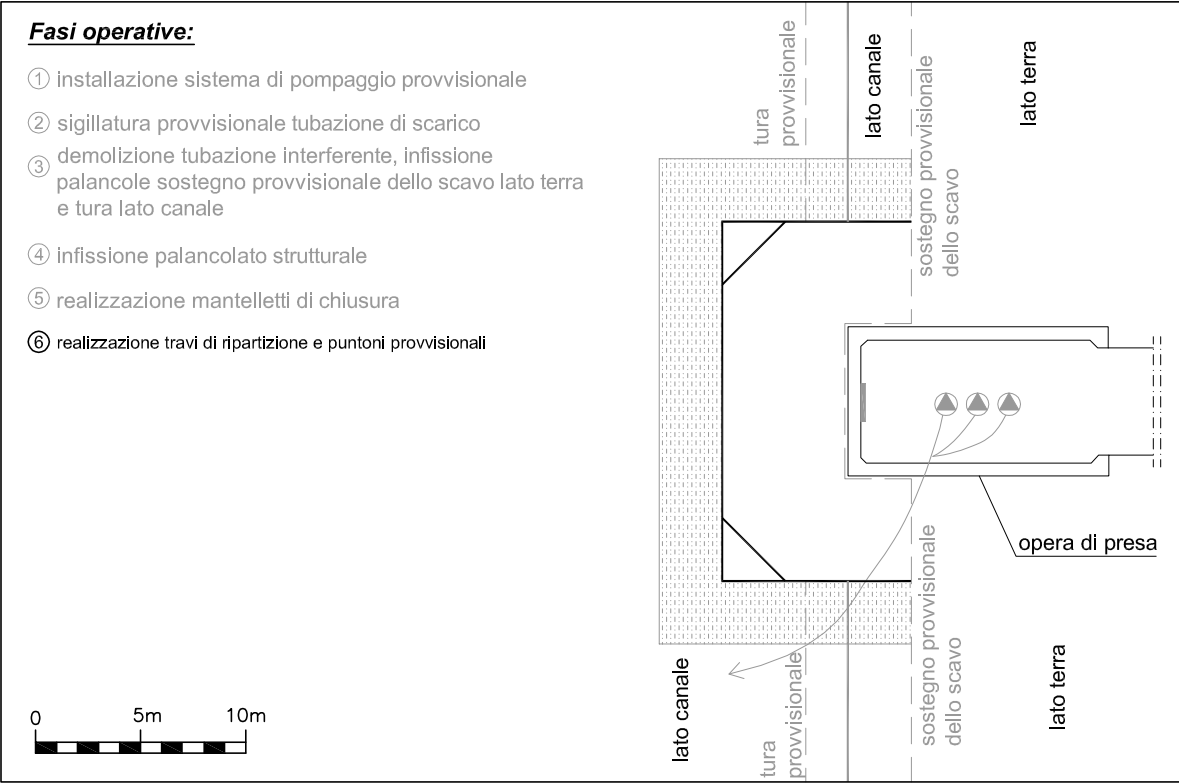 Fasi operative:
1 installazione sistema di pompaggio provvisionale
2 sigillatura provvisionale tubazione di scarico
3 demolizione tubazione interferente, infissione
palancole sostegno provvisionale dello scavo lato terra
e tura lato canale
4 infissione palancolato strutturale
5 realizzazione mantelletti di chiusura
6 realizzazione travi di ripartizione e puntoni provvisionali
tura
provvisionale
lato canale
sostegno provvisionale
dello scavo
lato terra
opera di presa
lato canale
tura
provvisionale
sostegno provvisionale
dello scavo
lato terra
0 5m 10m